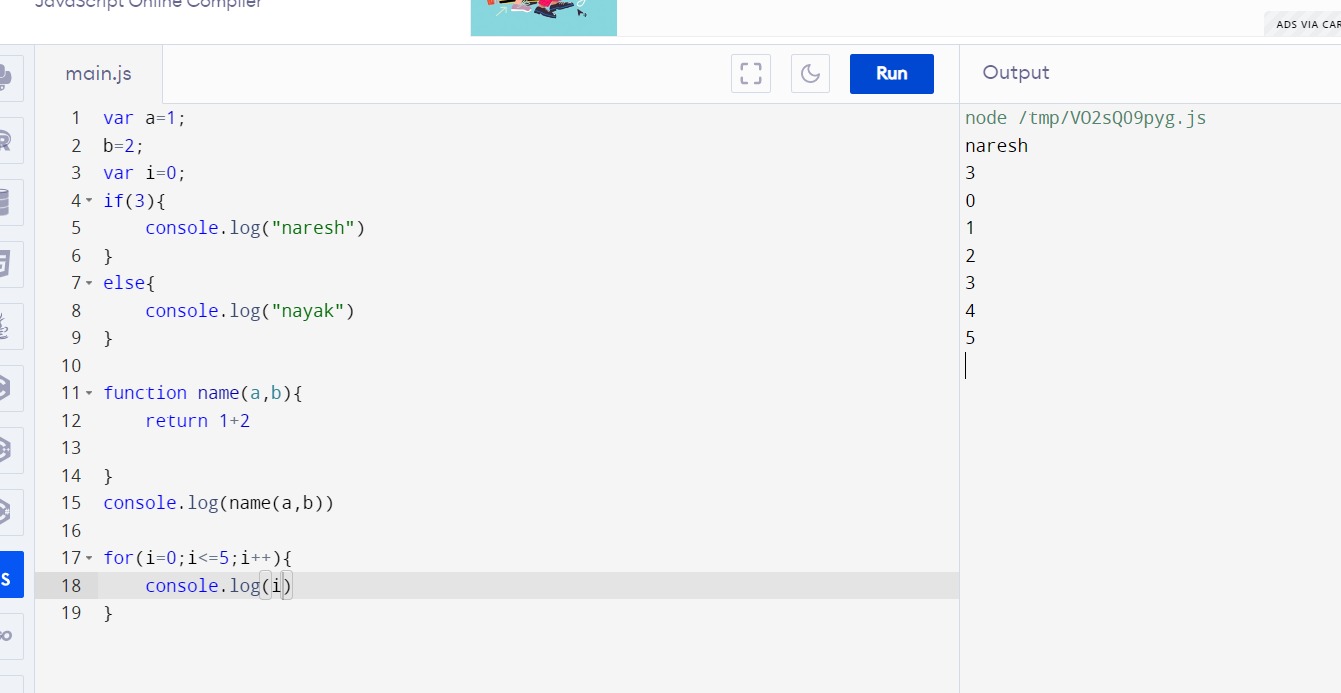 JavaScript Online Compiler
ADS VIA CAR
main.js
Run
Output
1 var a=1;
2 b=2;
3 var i=0;
4 if(3){
5 console.log("naresh")
6 }
7 else{
8 console.log("nayak")
9 }
10
11 function name(a,b){
12 return 1+2
13
14 }
15 console.log(name(a,b))
16
17 for(i=0;i<=5;i++){
18 console.log(i)
19 }
node /tmp/VO2sQO9pyg.js
naresh
3
0
1
2
3
4
5
S